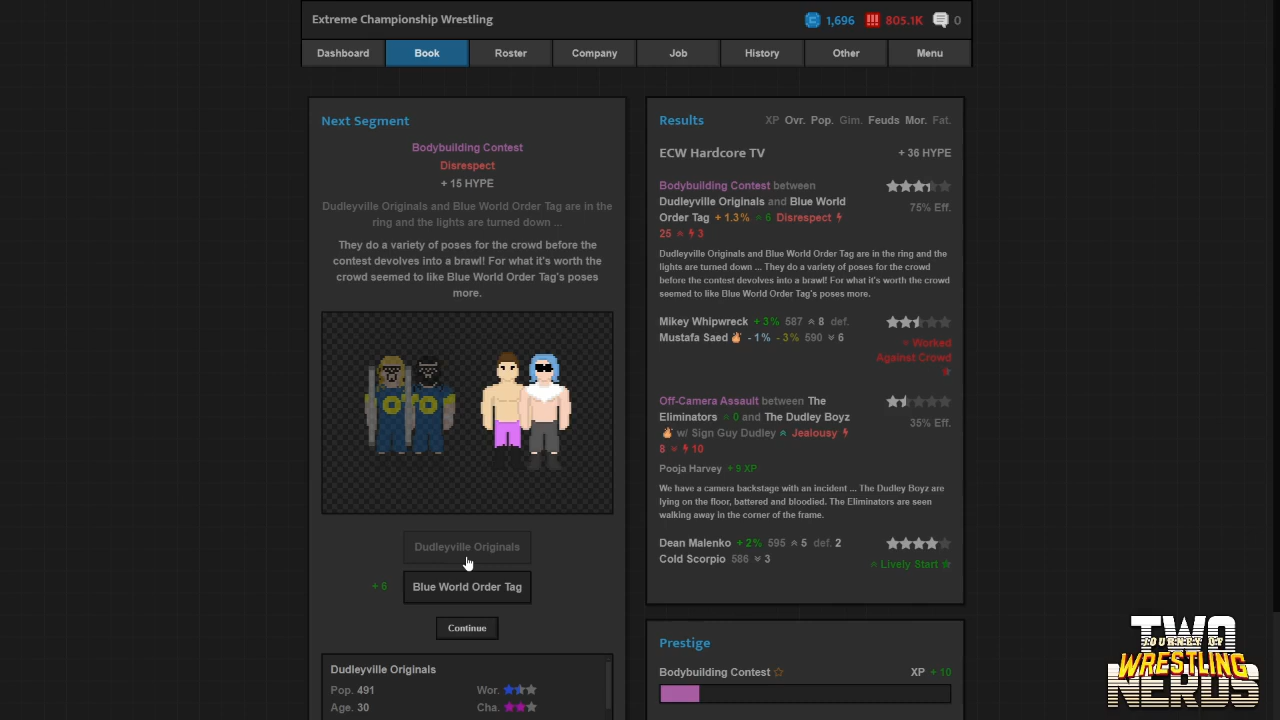 Extreme Championship Wrestling
1,696 805.1K 0
Dashboard Book Roster Company Job History Other Menu
Next Segment
Bodybuilding Contest
Disrespect
+ 15 HYPE
Dudleyville Originals and Blue World Order Tag are in the
ring and the lights are turned down ...
They do a variety of poses for the crowd before the
contest devolves into a brawl! For what it's worth the
crowd seemed to like Blue World Order Tag's poses
more.
Dudleyville Originals
+ 6 Blue World Order Tag
Continue
Dudleyville Originals
Pop. 491 Wor.
Age. 30 Cha.
Results XP Ovr. Pop. Gim. Feuds Mor. Fat.
ECW Hardcore TV + 36 HYPE
Bodybuilding Contest between
Dudleyville Originals and Blue World 75% Eff.
Order Tag + 1.3% 6 Disrespect
25 3
Dudleyville Originals and Blue World Order Tag are in the ring and the
lights are turned down ... They do a variety of poses for the crowd
before the contest devolves into a brawl! For what it's worth the crowd
seemed to like Blue World Order Tag's poses more.
Mikey Whipwreck + 3% 587 8 def.
Mustafa Saed - 1% - 3% 590 6
Worked
Against Crowd
Off-Camera Assault between The
Eliminators 0 and The Dudley Boyz 35% Eff.
w/ Sign Guy Dudley Jealousy
8 10
Pooja Harvey + 9 XP
We have a camera backstage with an incident ... The Dudley Boyz are
lying on the floor, battered and bloodied. The Eliminators are seen
walking away in the corner of the frame.
Dean Malenko + 2% 595 5 def. 2
Cold Scorpio 586 3 Lively Start
Prestige
Bodybuilding Contest XP + 10
TWO
JOURNEY OF
WRESTLING
NERDS